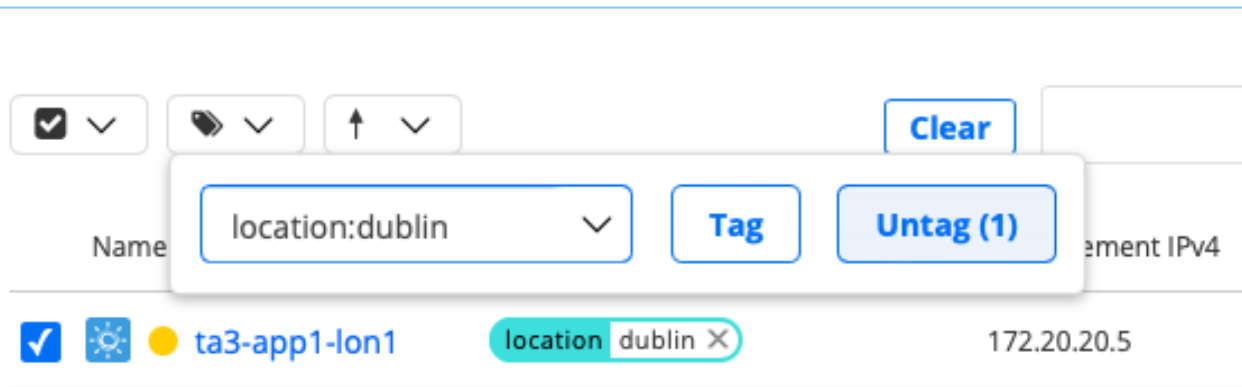 Clear
location:dublin Tag Untag (1)
Name ement IPv4
ta3-app1-lon1 location dublin 172.20.20.5